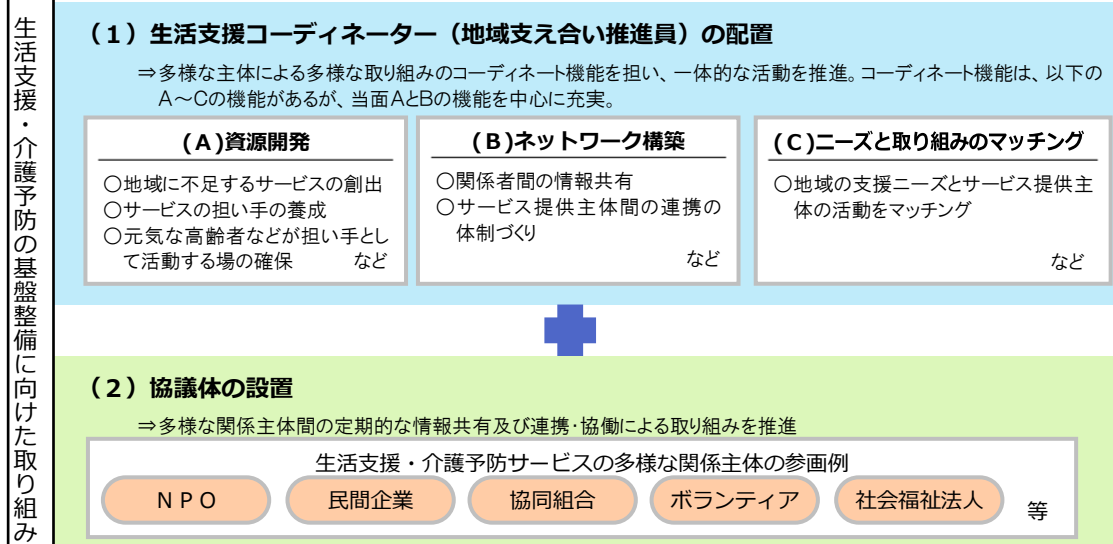 生活支援・介護予防の基盤整備に向けた取り組み
(1)生活支援コーディネーター(地域支え合い推進員)の配置
⇒多様な主体による多様な取り組みのコーディネート機能を担い、一体的な活動を推進。コーディネート機能は、以下の
A～Cの機能があるが、当面AとBの機能を中心に充実。
(A)資源開発
○地域に不足するサービスの創出
○サービスの担い手の養成
○元気な高齢者などが担い手とし
て活動する場の確保 など
(B)ネットワーク構築
○関係者間の情報共有
○サービス提供主体間の連携の
体制づくり
など
(C)ニーズと取り組みのマッチング
○地域の支援ニーズとサービス提供主
体の活動をマッチング
など
(2)協議体の設置
⇒多様な関係主体間の定期的な情報共有及び連携・協働による取り組みを推進
生活支援・介護予防サービスの多様な関係主体の参画例
NPO 民間企業 協同組合 ボランティア 社会福祉法人 等